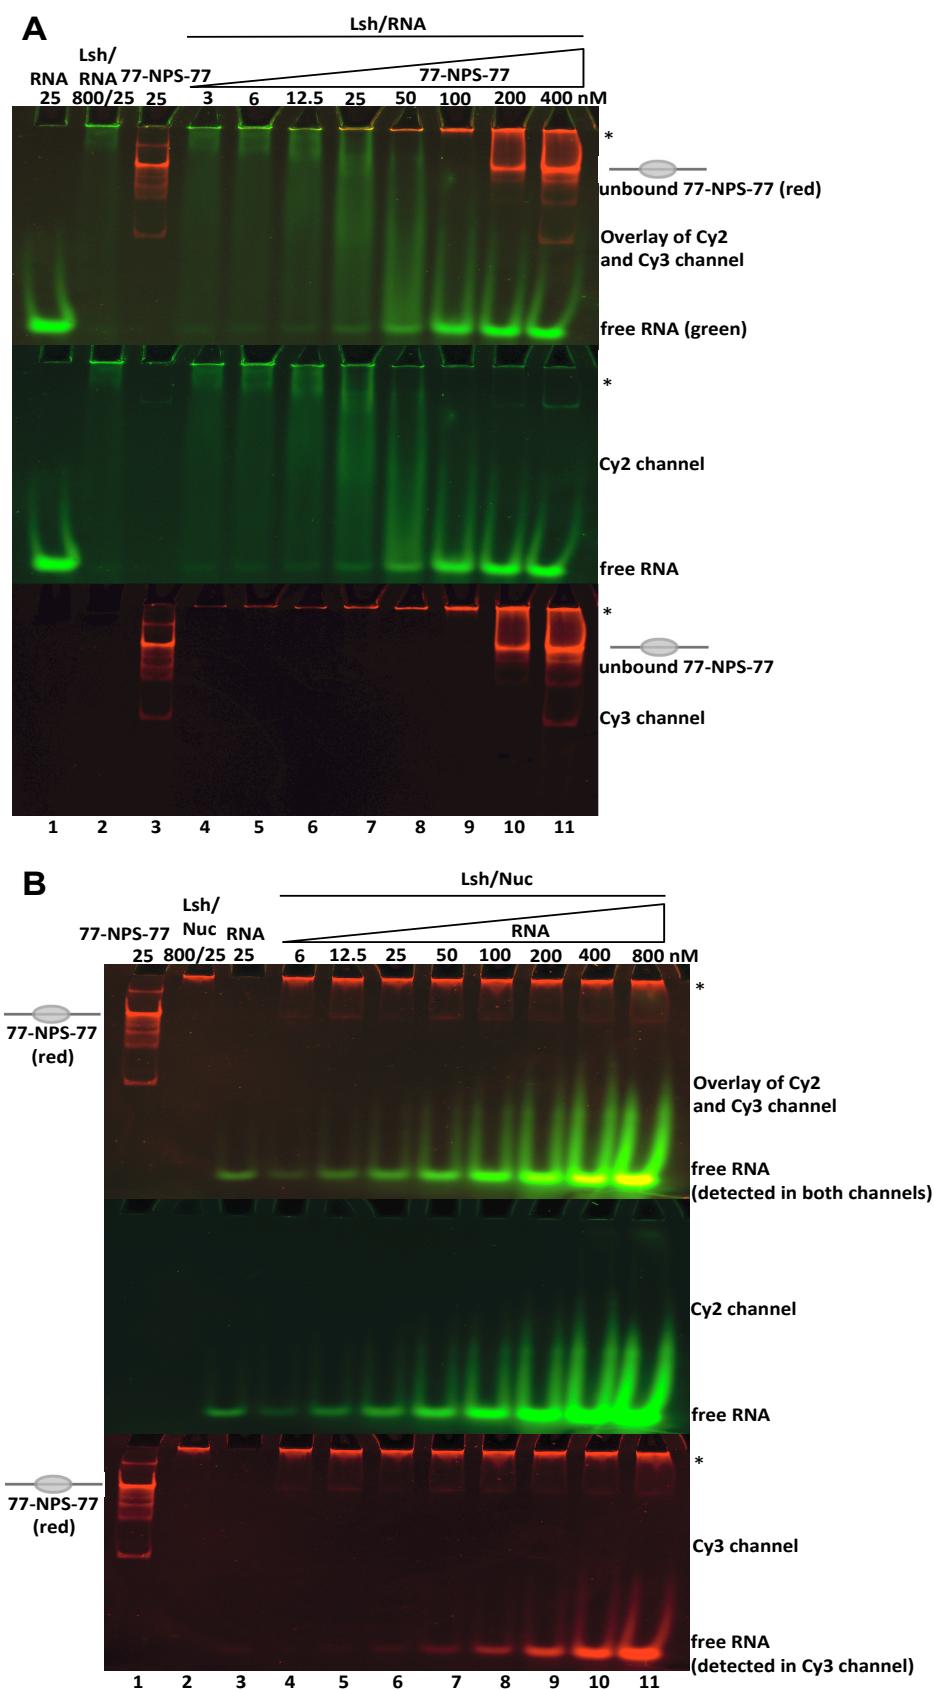 A
Lsh/RNA
Lsh/
RNA RNA 77-NPS-77 77-NPS-77
25 800/25 25 3 6 12.5 25 50 100 200 400 nM
*
unbound 77-NPS-77 (red)
Overlay of Cy2
and Cy3 channel
free RNA (green)
*
Cy2 channel
free RNA
*
unbound 77-NPS-77
Cy3 channel
1 2 3 4 5 6 7 8 9 10 11
B
Lsh/Nuc
Lsh/
77-NPS-77 Nuc RNA RNA
25 800/25 25 6 12.5 25 50 100 200 400 800 nM
*
77-NPS-77
(red)
Overlay of Cy2
and Cy3 channel
free RNA
(detected in both channels)
Cy2 channel
free RNA
*
77-NPS-77
(red)
Cy3 channel
free RNA
(detected in Cy3 channel)
1 2 3 4 5 6 7 8 9 10 11